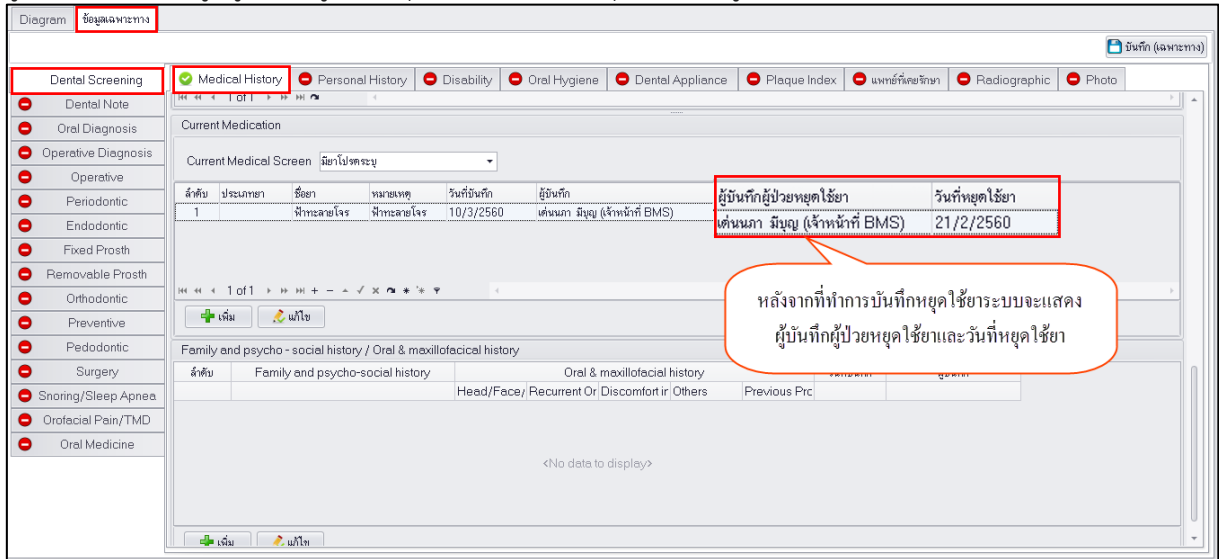 Diagram ข้อมูลเฉพาะทาง
บันทึก (เฉพาะทาง)
Dental Screening
Dental Note
Oral Diagnosis
Operative Diagnosis
Operative
Periodontic
Endodontic
Fixed Prosth
Removable Prosth
Orthodontic
Preventive
Pedodontic
Surgery
Snoring/Sleep Apnea
Orofacial Pain/TMD
Oral Medicine
Medical History Personal History Disability Oral Hygiene Dental Appliance Plaque Index แพทย์ที่เคยรักษา Radiographic Photo
1 of 1
Current Medication
Current Medical Screen มียาโปรดระบุ
ลำดับ ประเภทยา ชื่อยา หมายเหตุ วันที่บันทึก ผู้บันทึก
1 ฟ้าทะลายโจร ฟ้าทะลายโจร 10/3/2560 เด่นนภา มีบุญ (เจ้าหน้าที่ BMS)
ผู้บันทึกผู้ป่วยหยุดใช้ยา วันที่หยุดใช้ยา
เด่นนภา มีบุญ (เจ้าหน้าที่ BMS) 21/2/2560
หลังจากที่ทำการบันทึกหยุดใช้ยาระบบจะแสดง
ผู้บันทึกผู้ป่วยหยุดใช้ยาและวันที่หยุดใช้ยา
1 of 1
เพิ่ม แก้ไข
Family and psycho - social history / Oral & maxillofacical history
ลำดับ Family and psycho-social history Oral & maxillofacial history
Head/Face/ Recurrent Or Discomfort ir Others Previous Prc
<No data to display>
เพิ่ม แก้ไข